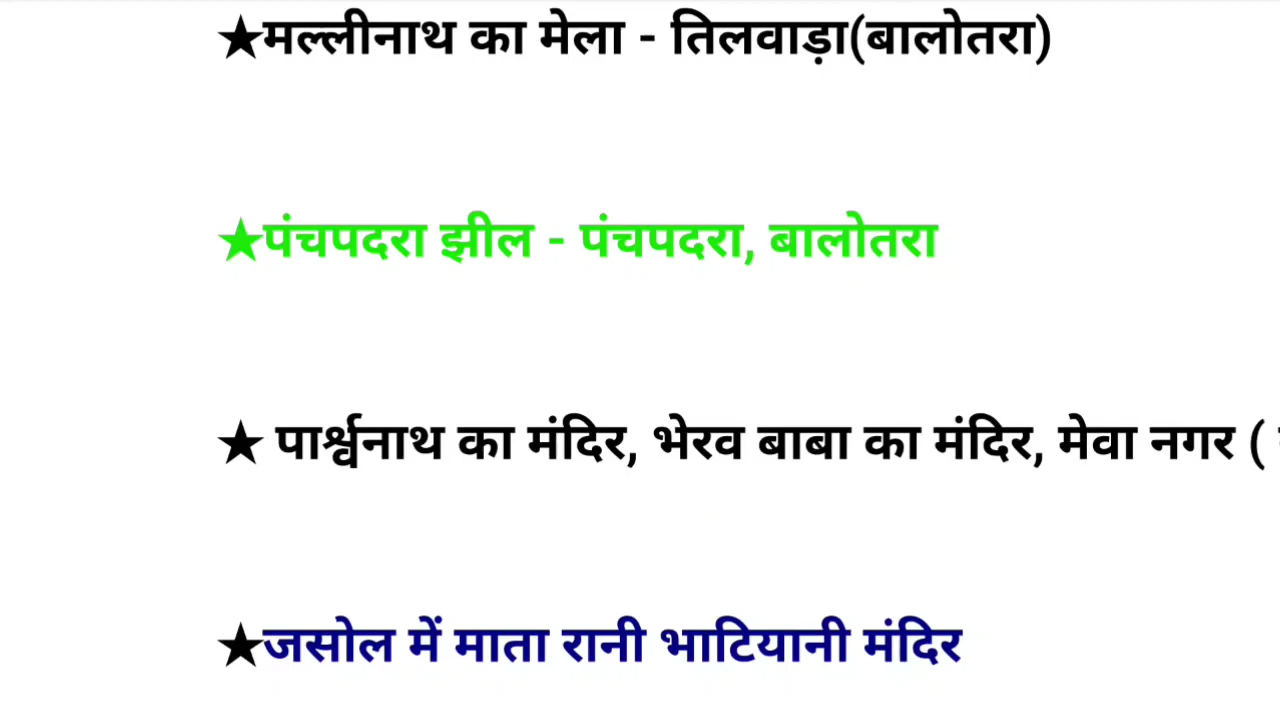 ★मल्लीनाथ का मेला - तिलवाड़ा(बालोतरा)
★पंचपदरा झील - पंचपदरा, बालोतरा
★ पार्श्वनाथ का मंदिर, भेरव बाबा का मंदिर, मेवा नगर (
★जसोल में माता रानी भाटियानी मंदिर